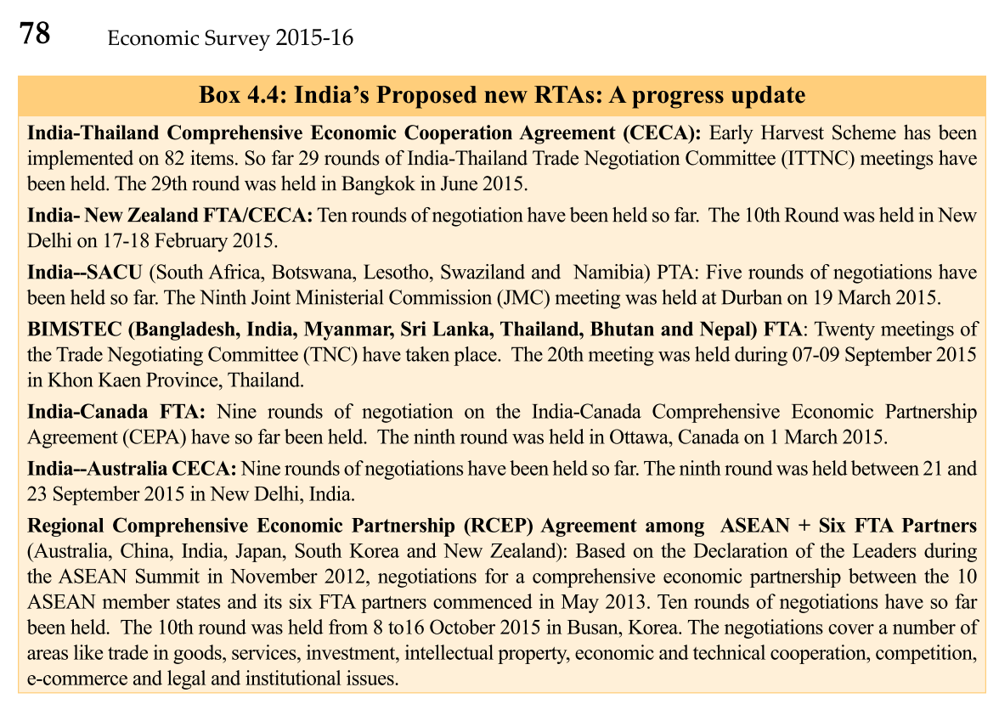 78 Economic Survey 2015-16
Box 4.4: India’s Proposed new RTAs: A progress update
India-Thailand Comprehensive Economic Cooperation Agreement (CECA): Early Harvest Scheme has been
implemented on 82 items. So far 29 rounds of India-Thailand Trade Negotiation Committee (ITTNC) meetings have
been held. The 29th round was held in Bangkok in June 2015.
India- New Zealand FTA/CECA: Ten rounds of negotiation have been held so far. The 10th Round was held in New
Delhi on 17-18 February 2015.
India--SACU (South Africa, Botswana, Lesotho, Swaziland and Namibia) PTA: Five rounds of negotiations have
been held so far. The Ninth Joint Ministerial Commission (JMC) meeting was held at Durban on 19 March 2015.
BIMSTEC (Bangladesh, India, Myanmar, Sri Lanka, Thailand, Bhutan and Nepal) FTA: Twenty meetings of
the Trade Negotiating Committee (TNC) have taken place. The 20th meeting was held during 07-09 September 2015
in Khon Kaen Province, Thailand.
India-Canada FTA: Nine rounds of negotiation on the India-Canada Comprehensive Economic Partnership
Agreement (CEPA) have so far been held. The ninth round was held in Ottawa, Canada on 1 March 2015.
India--Australia CECA: Nine rounds of negotiations have been held so far. The ninth round was held between 21 and
23 September 2015 in New Delhi, India.
Regional Comprehensive Economic Partnership (RCEP) Agreement among ASEAN + Six FTA Partners
(Australia, China, India, Japan, South Korea and New Zealand): Based on the Declaration of the Leaders during
the ASEAN Summit in November 2012, negotiations for a comprehensive economic partnership between the 10
ASEAN member states and its six FTA partners commenced in May 2013. Ten rounds of negotiations have so far
been held. The 10th round was held from 8 to16 October 2015 in Busan, Korea. The negotiations cover a number of
areas like trade in goods, services, investment, intellectual property, economic and technical cooperation, competition,
e-commerce and legal and institutional issues.